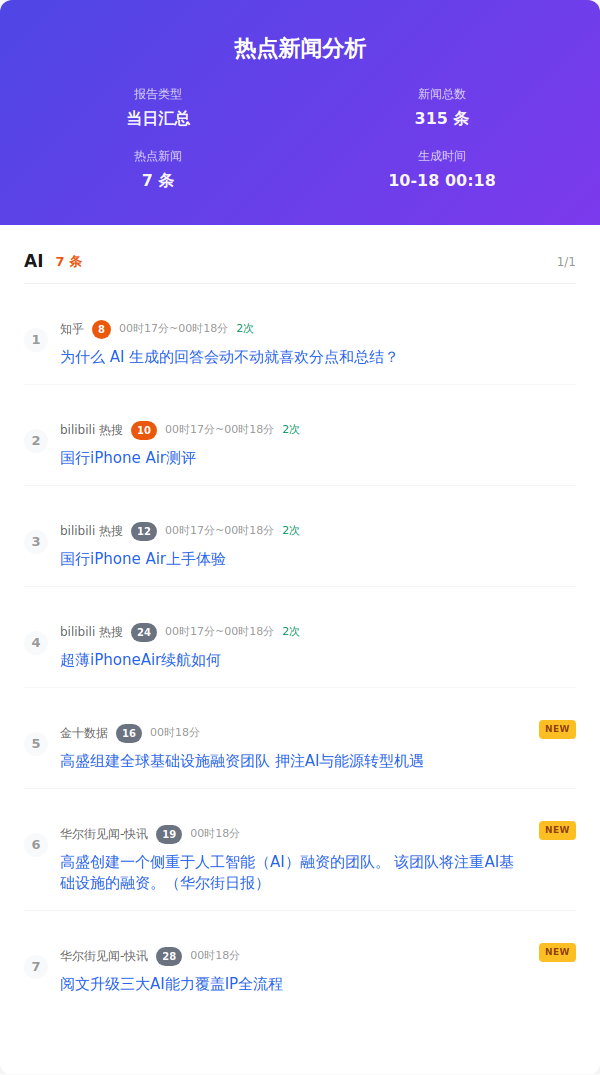 热点新闻分析
报告类型
新闻总数
当日汇总
315 条
热点新闻
生成时间
7 条
10-18 00:18
AI 7 条 1/1
1
知乎 8 00时17分~00时18分 2次
为什么 AI 生成的回答会动不动就喜欢分点和总结？
2
bilibili 热搜 10 00时17分~00时18分 2次
国行iPhone Air测评
3
bilibili 热搜 12 00时17分~00时18分 2次
国行iPhone Air上手体验
4
bilibili 热搜 24 00时17分~00时18分 2次
超薄iPhoneAir续航如何
5
金十数据 16 00时18分 NEW
高盛组建全球基础设施融资团队 押注AI与能源转型机遇
6
华尔街见闻-快讯 19 00时18分 NEW
高盛创建一个侧重于人工智能（AI）融资的团队。 该团队将注重AI基
础设施的融资。（华尔街日报）
7
华尔街见闻-快讯 28 00时18分 NEW
阅文升级三大AI能力覆盖IP全流程